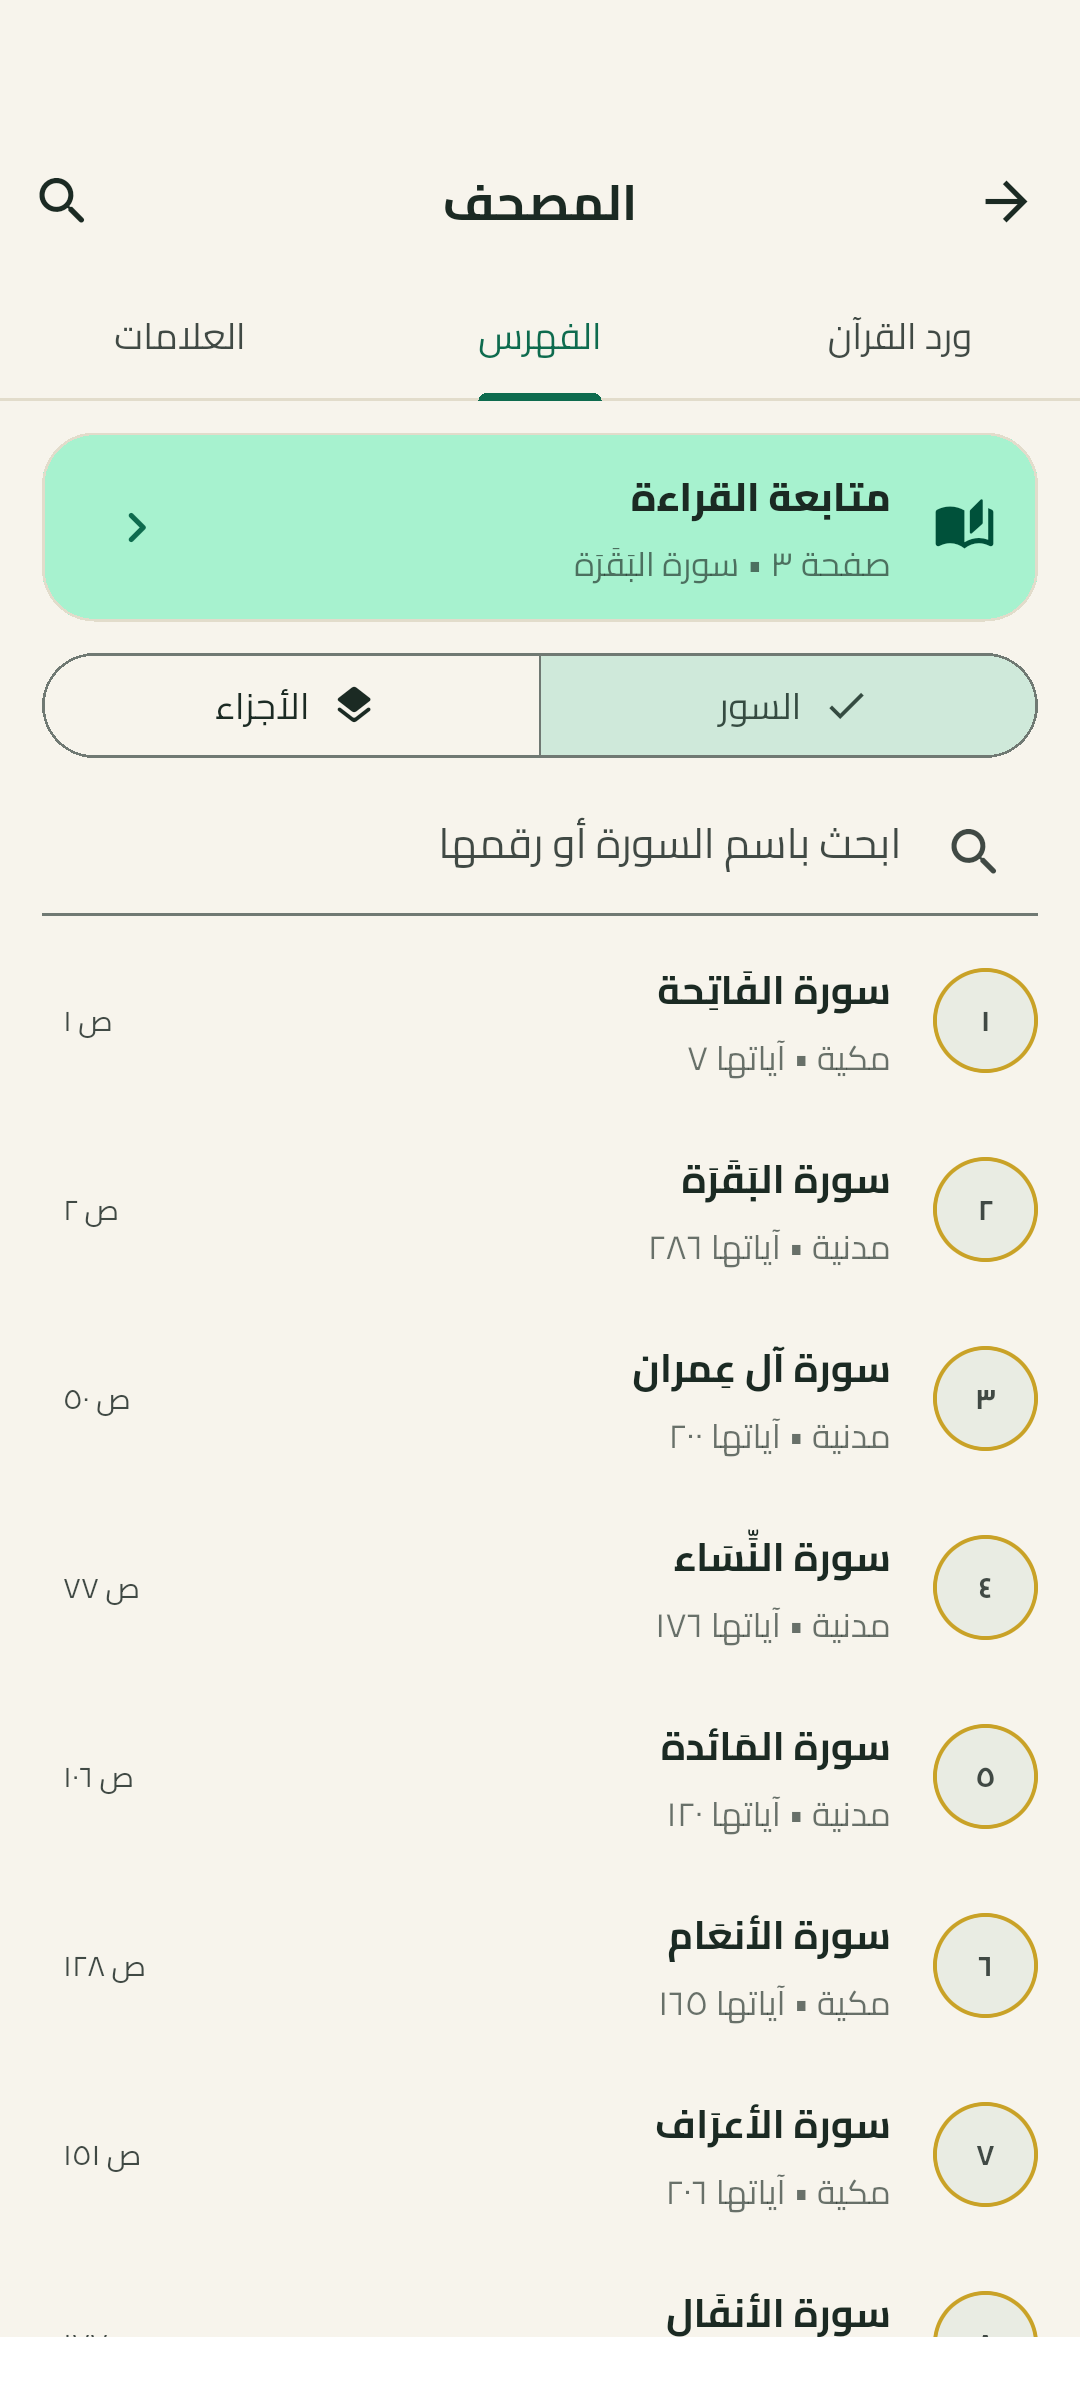 المصحف
ورد القرآن
الفهرس
العلامات
متابعة القراءة
صفحة ٣ ▪ سورة البَقَرَة
السور
الأجزاء
ابحث باسم السورة أو رقمها
١
سورة الفَاتِحة
مكية ▪ آياتها ٧
ص ١
٢
سورة البَقَرَة
مدنية ▪ آياتها ٢٨٦
ص ٢
٣
سورة آل عِمران
مدنية ▪ آياتها ٢٠٠
ص ٥٠
٤
سورة النِّسَاء
مدنية ▪ آياتها ١٧٦
ص ٧٧
٥
سورة المَائدة
مدنية ▪ آياتها ١٢٠
ص ١٠٦
٦
سورة الأنعَام
مكية ▪ آياتها ١٦٥
ص ١٢٨
٧
سورة الأعرَاف
مكية ▪ آياتها ٢٠٦
ص ١٥١
سورة الأنفَال